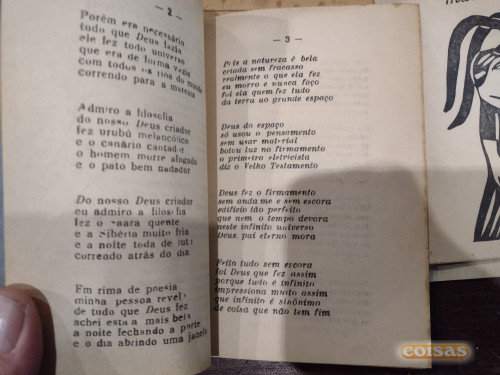 — 2 —
Porém era necessário
tudo que Deus fazia
ele fez todo universo
que era de forma vazia
com todos os rios do mundo
correndo para a
Admiro a filosofia
do nosso Deus criador
fez urubú melancólico
e o canário cantador
o homem morre afogado
e o pato bem nadador
Do nosso Deus criador
eu admiro a filosofia
fez o Saara quente
e a Sibéria muito fria
e a noite toda de luto
correndo atrás do dia
Em rima de poesia
minha pessoa revel
de tudo que Deus fez
achei esta a mais bela
a noite fechando a porta
e o dia abrindo uma janela
— 3 —
Pois a natureza é bela
criada sem fracasso
realmente o que ela fez
eu morro e nunca faço
foi ela quem fez tudo
da terra ao grande espaço
Deus do espaço
só usou o pensamento
sem usar material
botou luz no firmamento
o primeiro eletricista
diz o Velho Testamento
Deus fez o firmamento
sem andaime e sem escora
edifício tão perfeito
que nem o tempo devora
neste infinito universo
Deus, pai eterno mora
Feito tudo sem escora
foi Deus que fez assim
porque tudo é infinito
impressiona muito assim
que infinito é sinônimo
de coisa que não tem fim
coisas